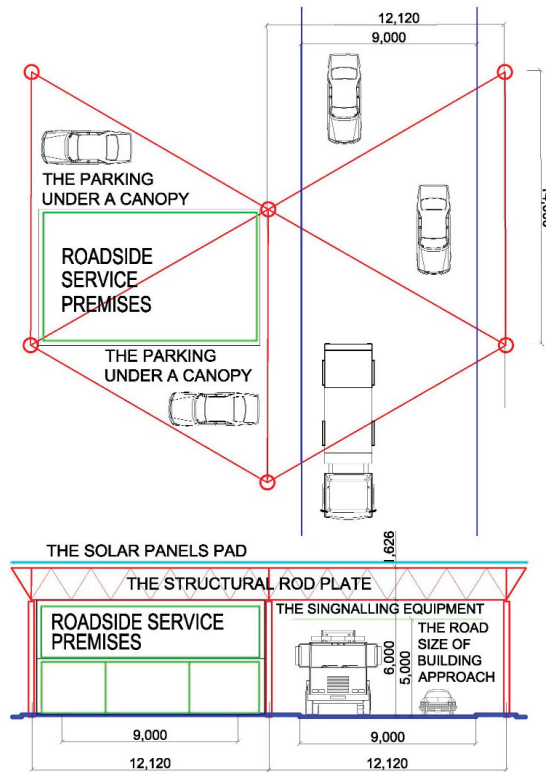 12,120
9,000
THE PARKING
UNDER A CANOPY
ROADSIDE
SERVICE
PREMISES
THE PARKING
UNDER A CANOPY
THE SOLAR PANELS PAD
1,626
THE STRUCTURAL ROD PLATE
ROADSIDE SERVICE
PREMISES
THE SINGNALLING EQUIPMENT
6,000
5,000
THE ROAD
SIZE OF
BUILDING
APPROACH
9,000
9,000
12,120
12,120